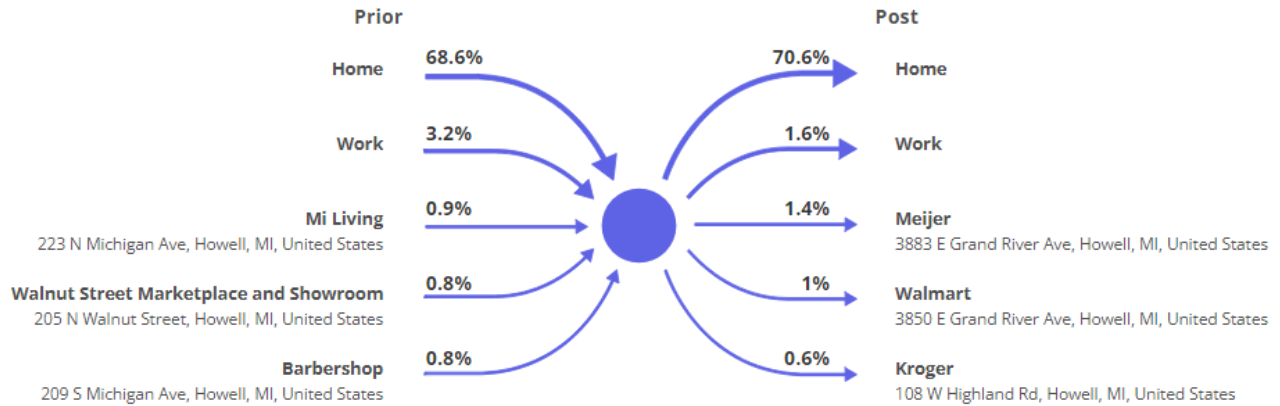 Prior
Post
Home
68.6%
70.6%
Home
Work
3.2%
1.6%
Work
Mi Living
223 N Michigan Ave, Howell, MI, United States
0.9%
1.4%
Meijer
3883 E Grand River Ave, Howell, MI, United States
Walnut Street Marketplace and Showroom
205 N Walnut Street, Howell, MI, United States
0.8%
1%
Walmart
3850 E Grand River Ave, Howell, MI, United States
Barbershop
209 S Michigan Ave, Howell, MI, United States
0.8%
0.6%
Kroger
108 W Highland Rd, Howell, MI, United States